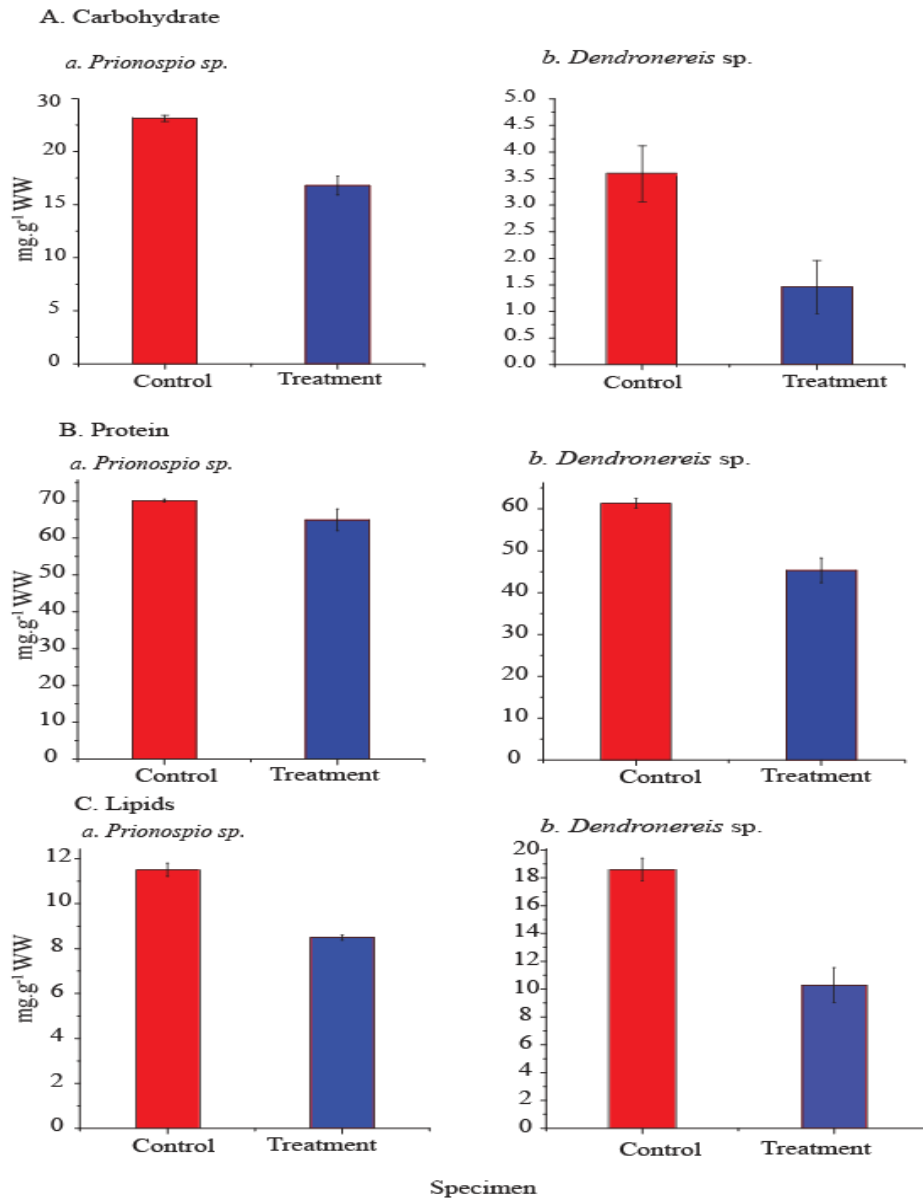 A. Carbohydrate
a. Prionospio sp.
b. Dendronereis sp.
mg.g-1 WW
30
20
15
10
5
0
Control
Treatment
5.0
4.5
4.0
3.5
3.0
2.5
2.0
1.5
1.0
0.5
0.0
Control
Treatment
B. Protein
a. Prionospio sp.
b. Dendronereis sp.
mg.g-1 WW
70
60
50
40
30
20
10
0
Control
Treatment
60
50
40
30
20
10
0
Control
Treatment
C. Lipids
a. Prionospio sp.
b. Dendronereis sp.
mg.g-1 WW
12
10
8
6
4
2
0
Control
Treatment
20
18
16
14
12
10
8
6
4
2
0
Control
Treatment
Specimen